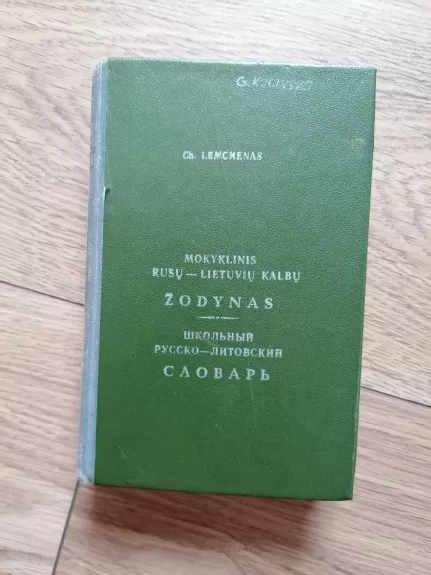 Ch. LEMCHENAS
MOKYKLINIS
RUSŲ — LIETUVIŲ KALBŲ
ŽODYNAS
ШКОЛЬНЫЙ
РУССКО—ЛИТОВСКИЙ
СЛОВАРЬ